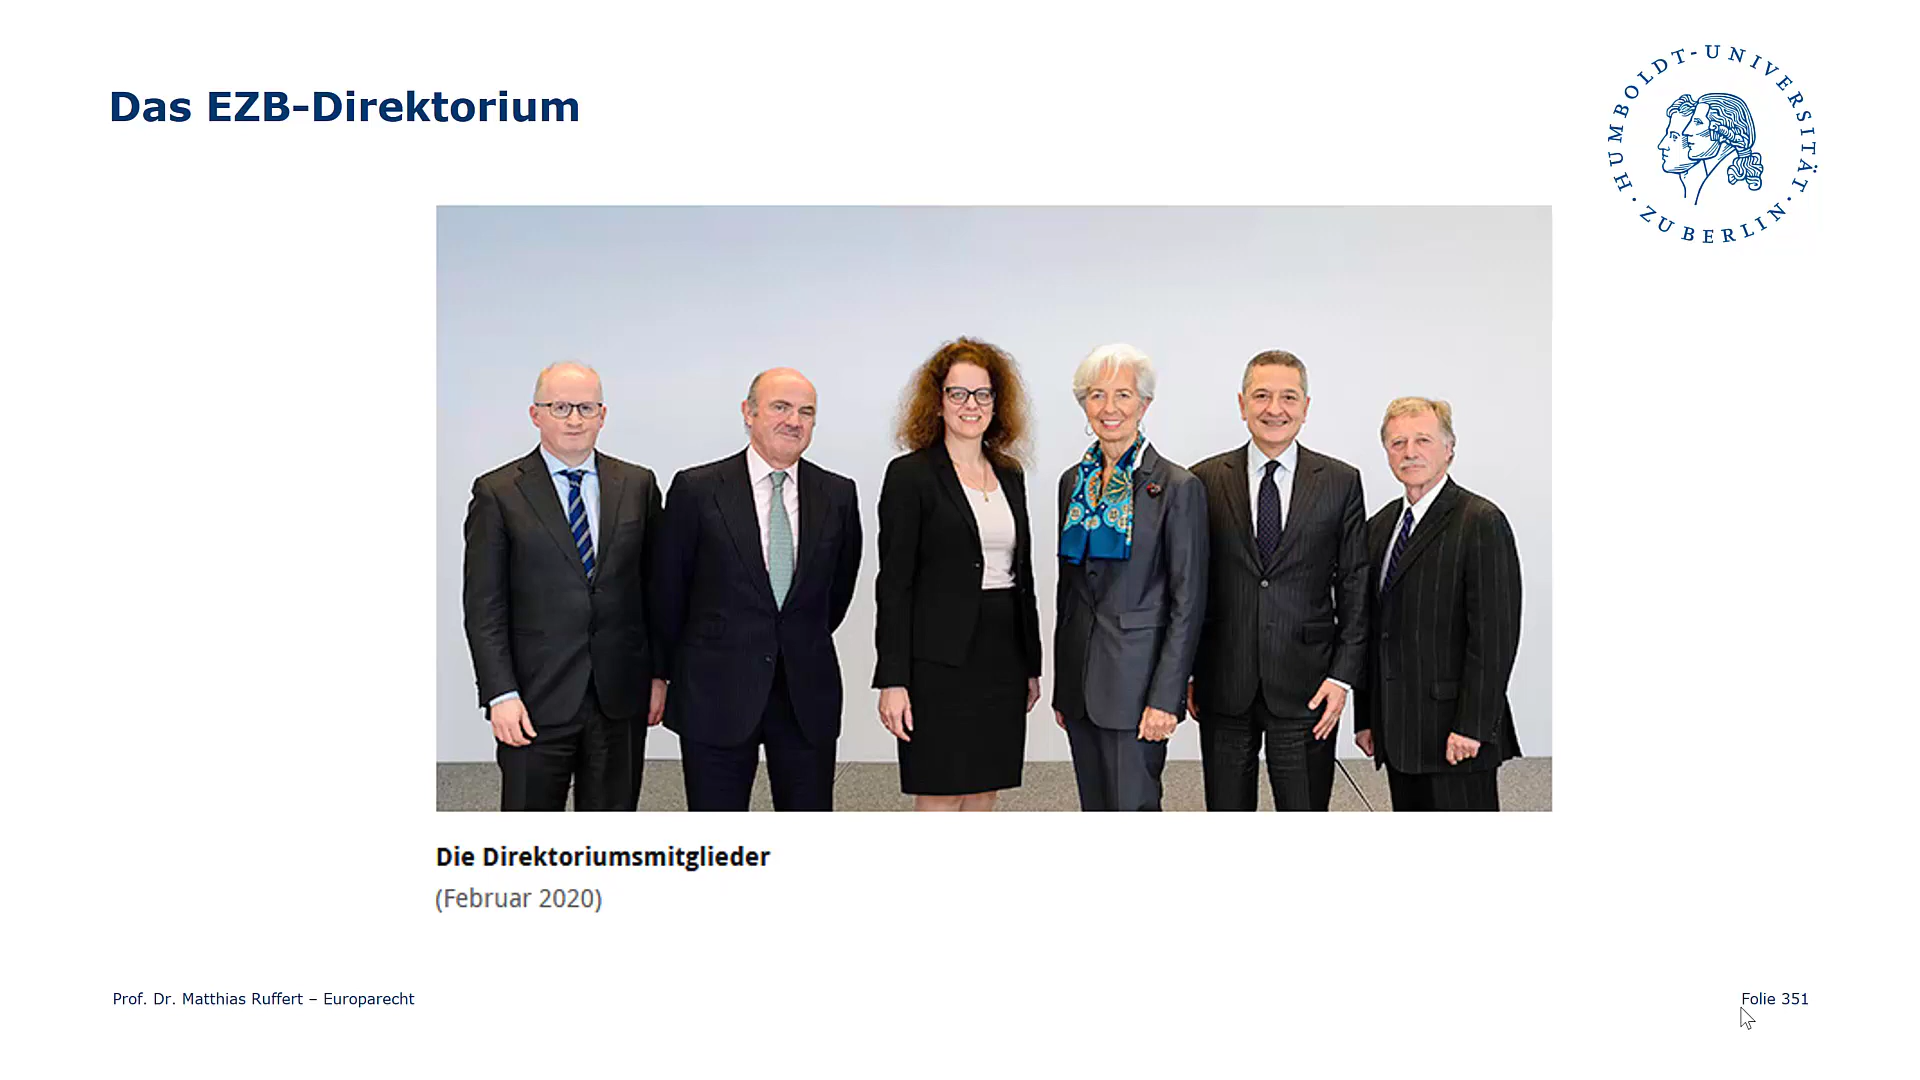 Das EZB-Direktorium
HUMBOLDT-UNIVERSITÄT · ZU BERLIN ·
Die Direktoriumsmitglieder
(Februar 2020)
Prof. Dr. Matthias Ruffert – Europarecht
Folie 351